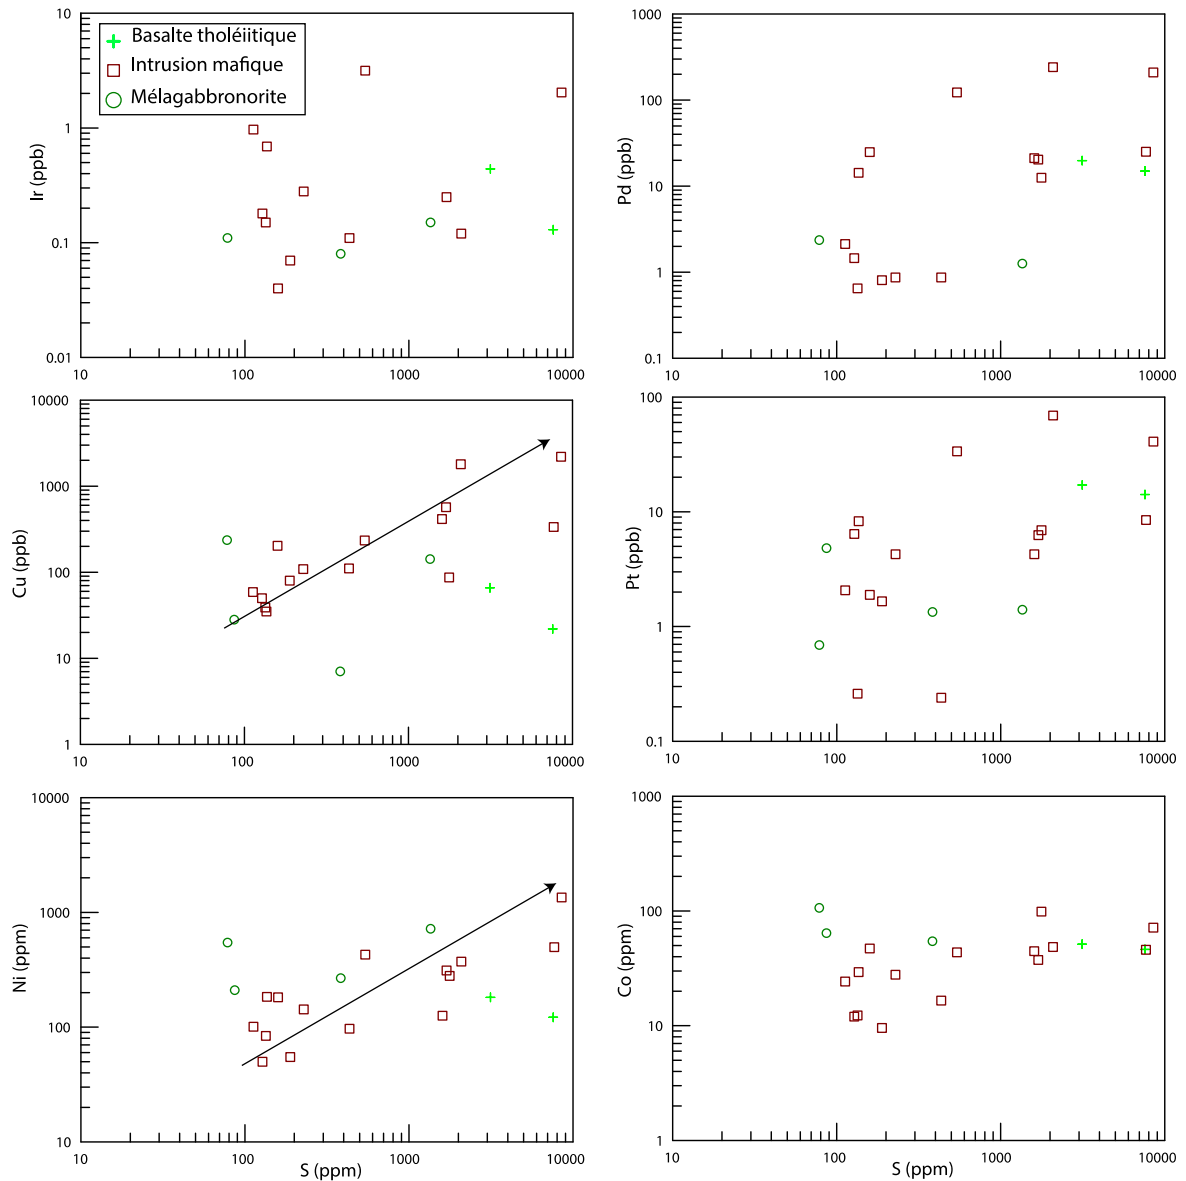 10
1
0.1
0.01
Ir (ppb)
Basalte tholéiitique
Intrusion mafique
Mélagabbronorite
10 100 1000 10000
1000
100
10
1
0.1
Pd (ppb)
10 100 1000 10000
10000
1000
100
10
1
Cu (ppb)
10 100 1000 10000
100
10
1
0.1
Pt (ppb)
10 100 1000 10000
10000
1000
100
10
Ni (ppm)
10 100 1000 10000
S (ppm)
1000
100
10
1
Co (ppm)
10 100 1000 10000
S (ppm)